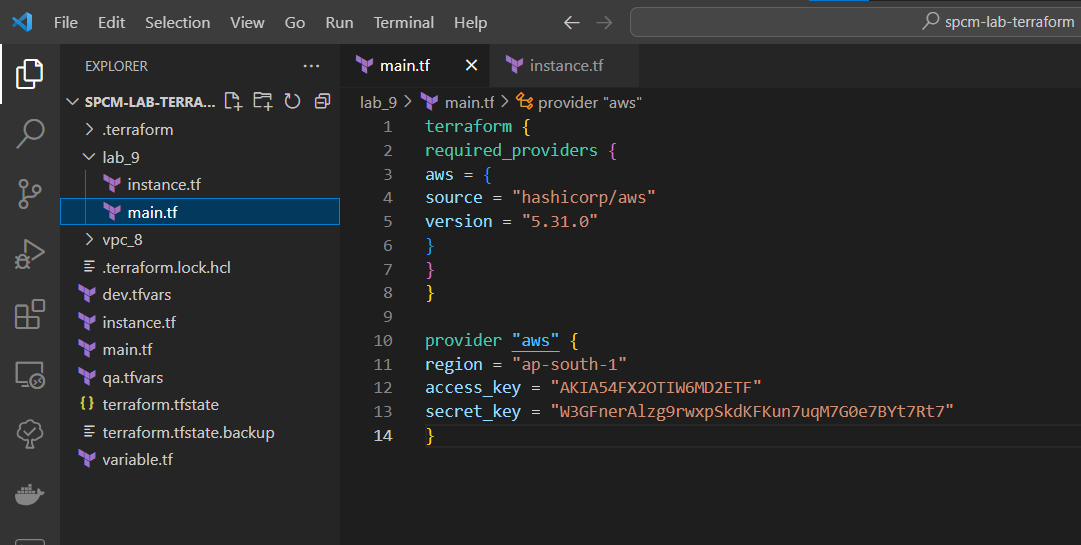 File Edit Selection View Go Run Terminal Help
spcm-lab-terraform
EXPLORER
SPCM-LAB-TERRA...
.terraform
lab_9
instance.tf
main.tf
vpc_8
.terraform.lock.hcl
dev.tfvars
instance.tf
main.tf
qa.tfvars
{} terraform.tfstate
terraform.tfstate.backup
variable.tf
main.tf
instance.tf
lab_9 > main.tf > provider "aws"
1 terraform {
2 required_providers {
3 aws = {
4 source = "hashicorp/aws"
5 version = "5.31.0"
6 }
7 }
8 }
9
10 provider "aws" {
11 region = "ap-south-1"
12 access_key = "AKIA54FX2OTIW6MD2ETF"
13 secret_key = "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"
14 }